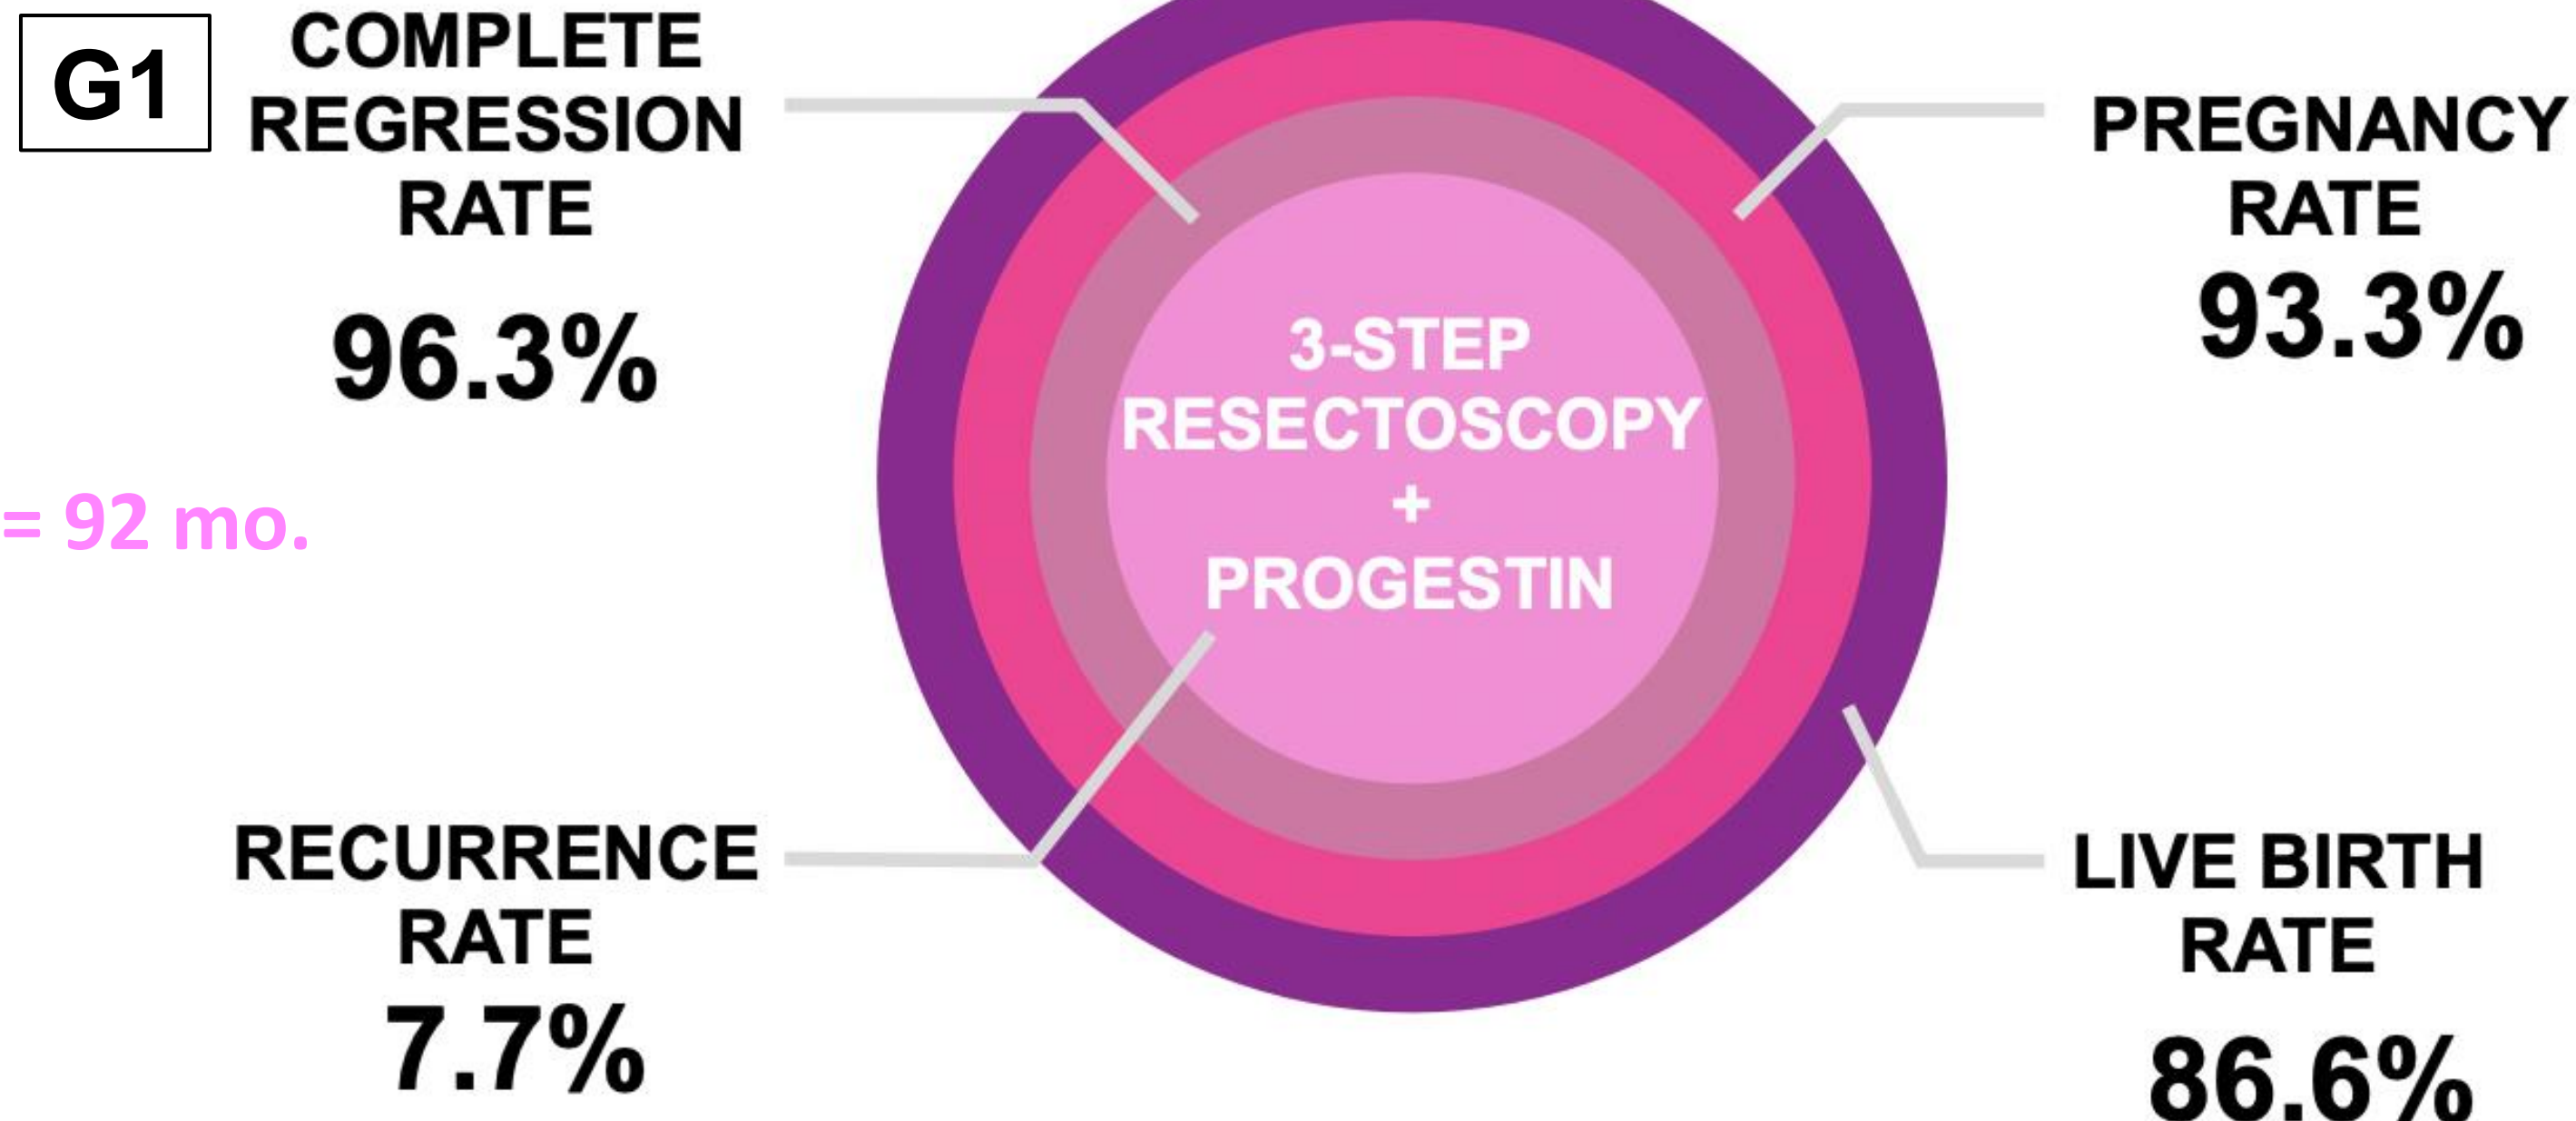 G1
COMPLETE
REGRESSION
RATE
96.3%
= 92 mo.
RECURRENCE
RATE
7.7%
3-STEP
RESECTOSCOPY
+
PROGESTIN
PREGNANCY
RATE
93.3%
LIVE BIRTH
RATE
86.6%